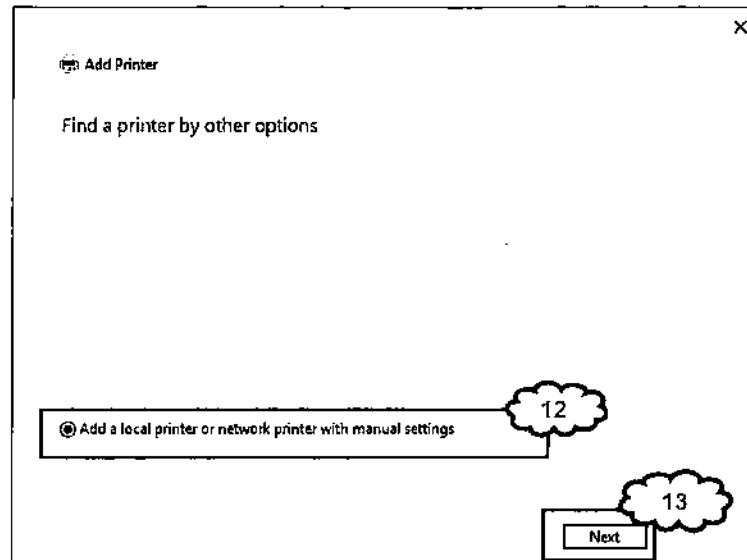 Add Printer
Find a printer by other options
Add a local printer or network printer with manual settings
12
13
Next